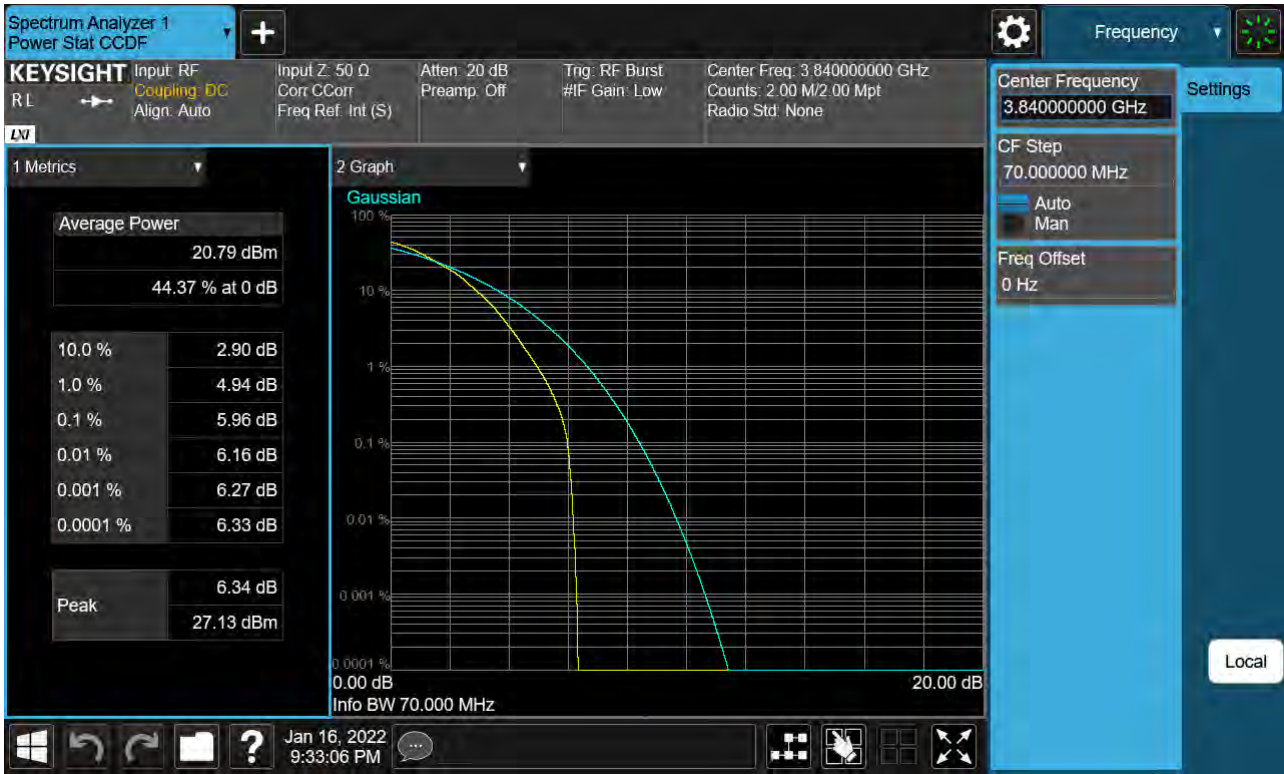 Spectrum Analyzer 1
Power Stat CCDF
+
Frequency
KEYSIGHT
RL
LXI
Input: RF
Coupling: DC
Align: Auto
Input Z: 50 Ω
Corr CCorr
Freq Ref: Int (S)
Atten: 20 dB
Preamp: Off
Trig: RF Burst
#IF Gain: Low
Center Freq: 3.840000000 GHz
Counts: 2.00 M/2.00 Mpt
Radio Std: None
Center Frequency
3.840000000 GHz
Settings
CF Step
70.000000 MHz
Auto
Man
Freq Offset
0 Hz
1 Metrics
Average Power
20.79 dBm
44.37 % at 0 dB
10.0 % 2.90 dB
1.0 % 4.94 dB
0.1 % 5.96 dB
0.01 % 6.16 dB
0.001 % 6.27 dB
0.0001 % 6.33 dB
Peak
6.34 dB
27.13 dBm
2 Graph
Gaussian
100 %
10 %
1 %
0.1 %
0.01 %
0.001 %
0.0001 %
0.00 dB 20.00 dB
Info BW 70.000 MHz
Local
?
Jan 16, 2022
9:33:06 PM